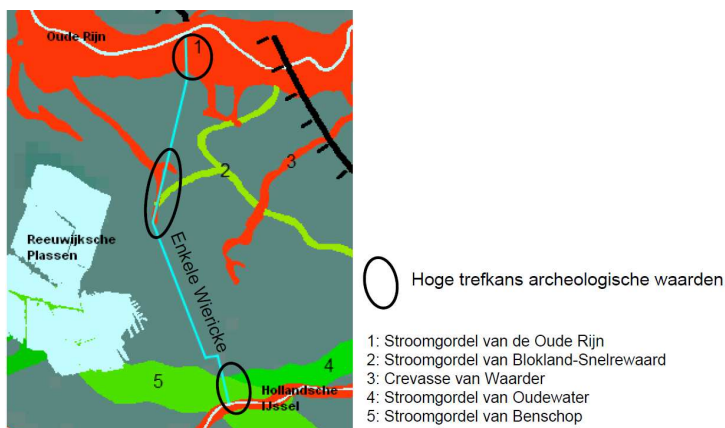 Oude Rijn
1
2
3
Reeuwijksche
Plassen
Enkele Wiericke
4
5
Hollandsche
IJssel
Hoge trefkans archeologische waarden
1: Stroomgordel van de Oude Rijn
2: Stroomgordel van Blokland-Snelrewaard
3: Crevasse van Waarder
4: Stroomgordel van Oudewater
5: Stroomgordel van Benschop